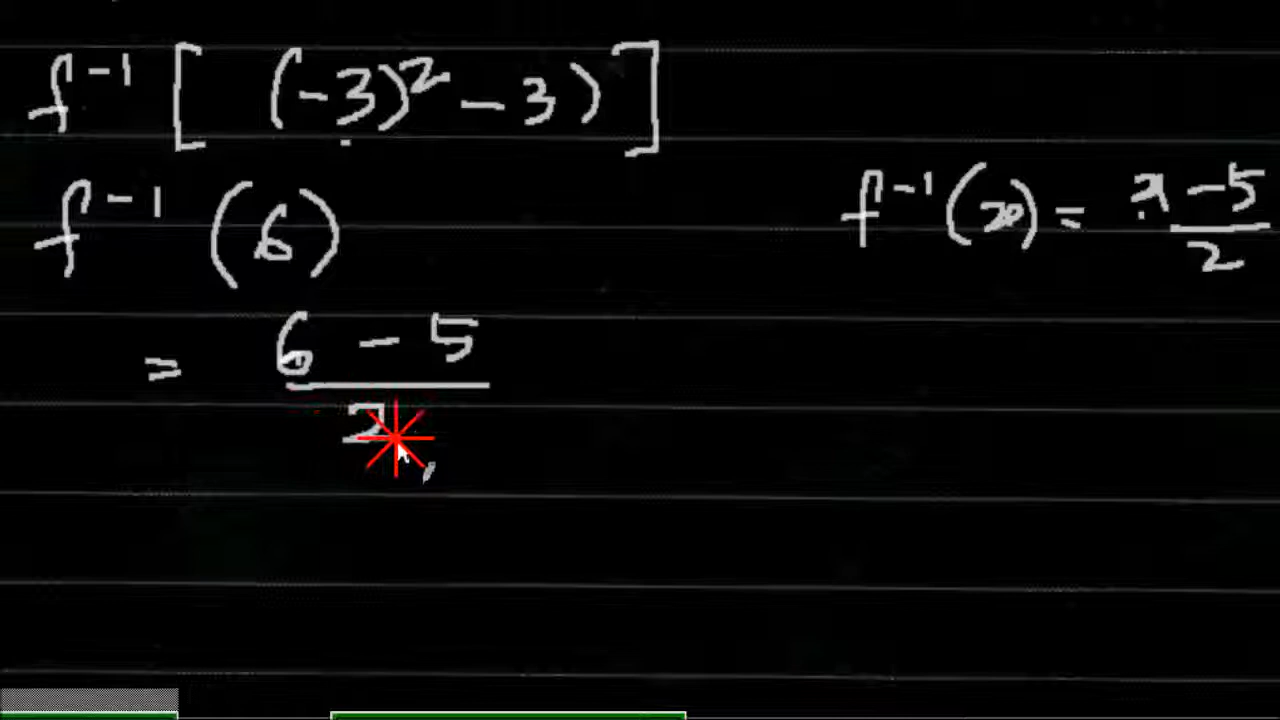 f⁻¹ [ (-3)² - 3) ]
f⁻¹ (6)
f⁻¹(x) = x - 5 / 2
= 6 - 5 / 2